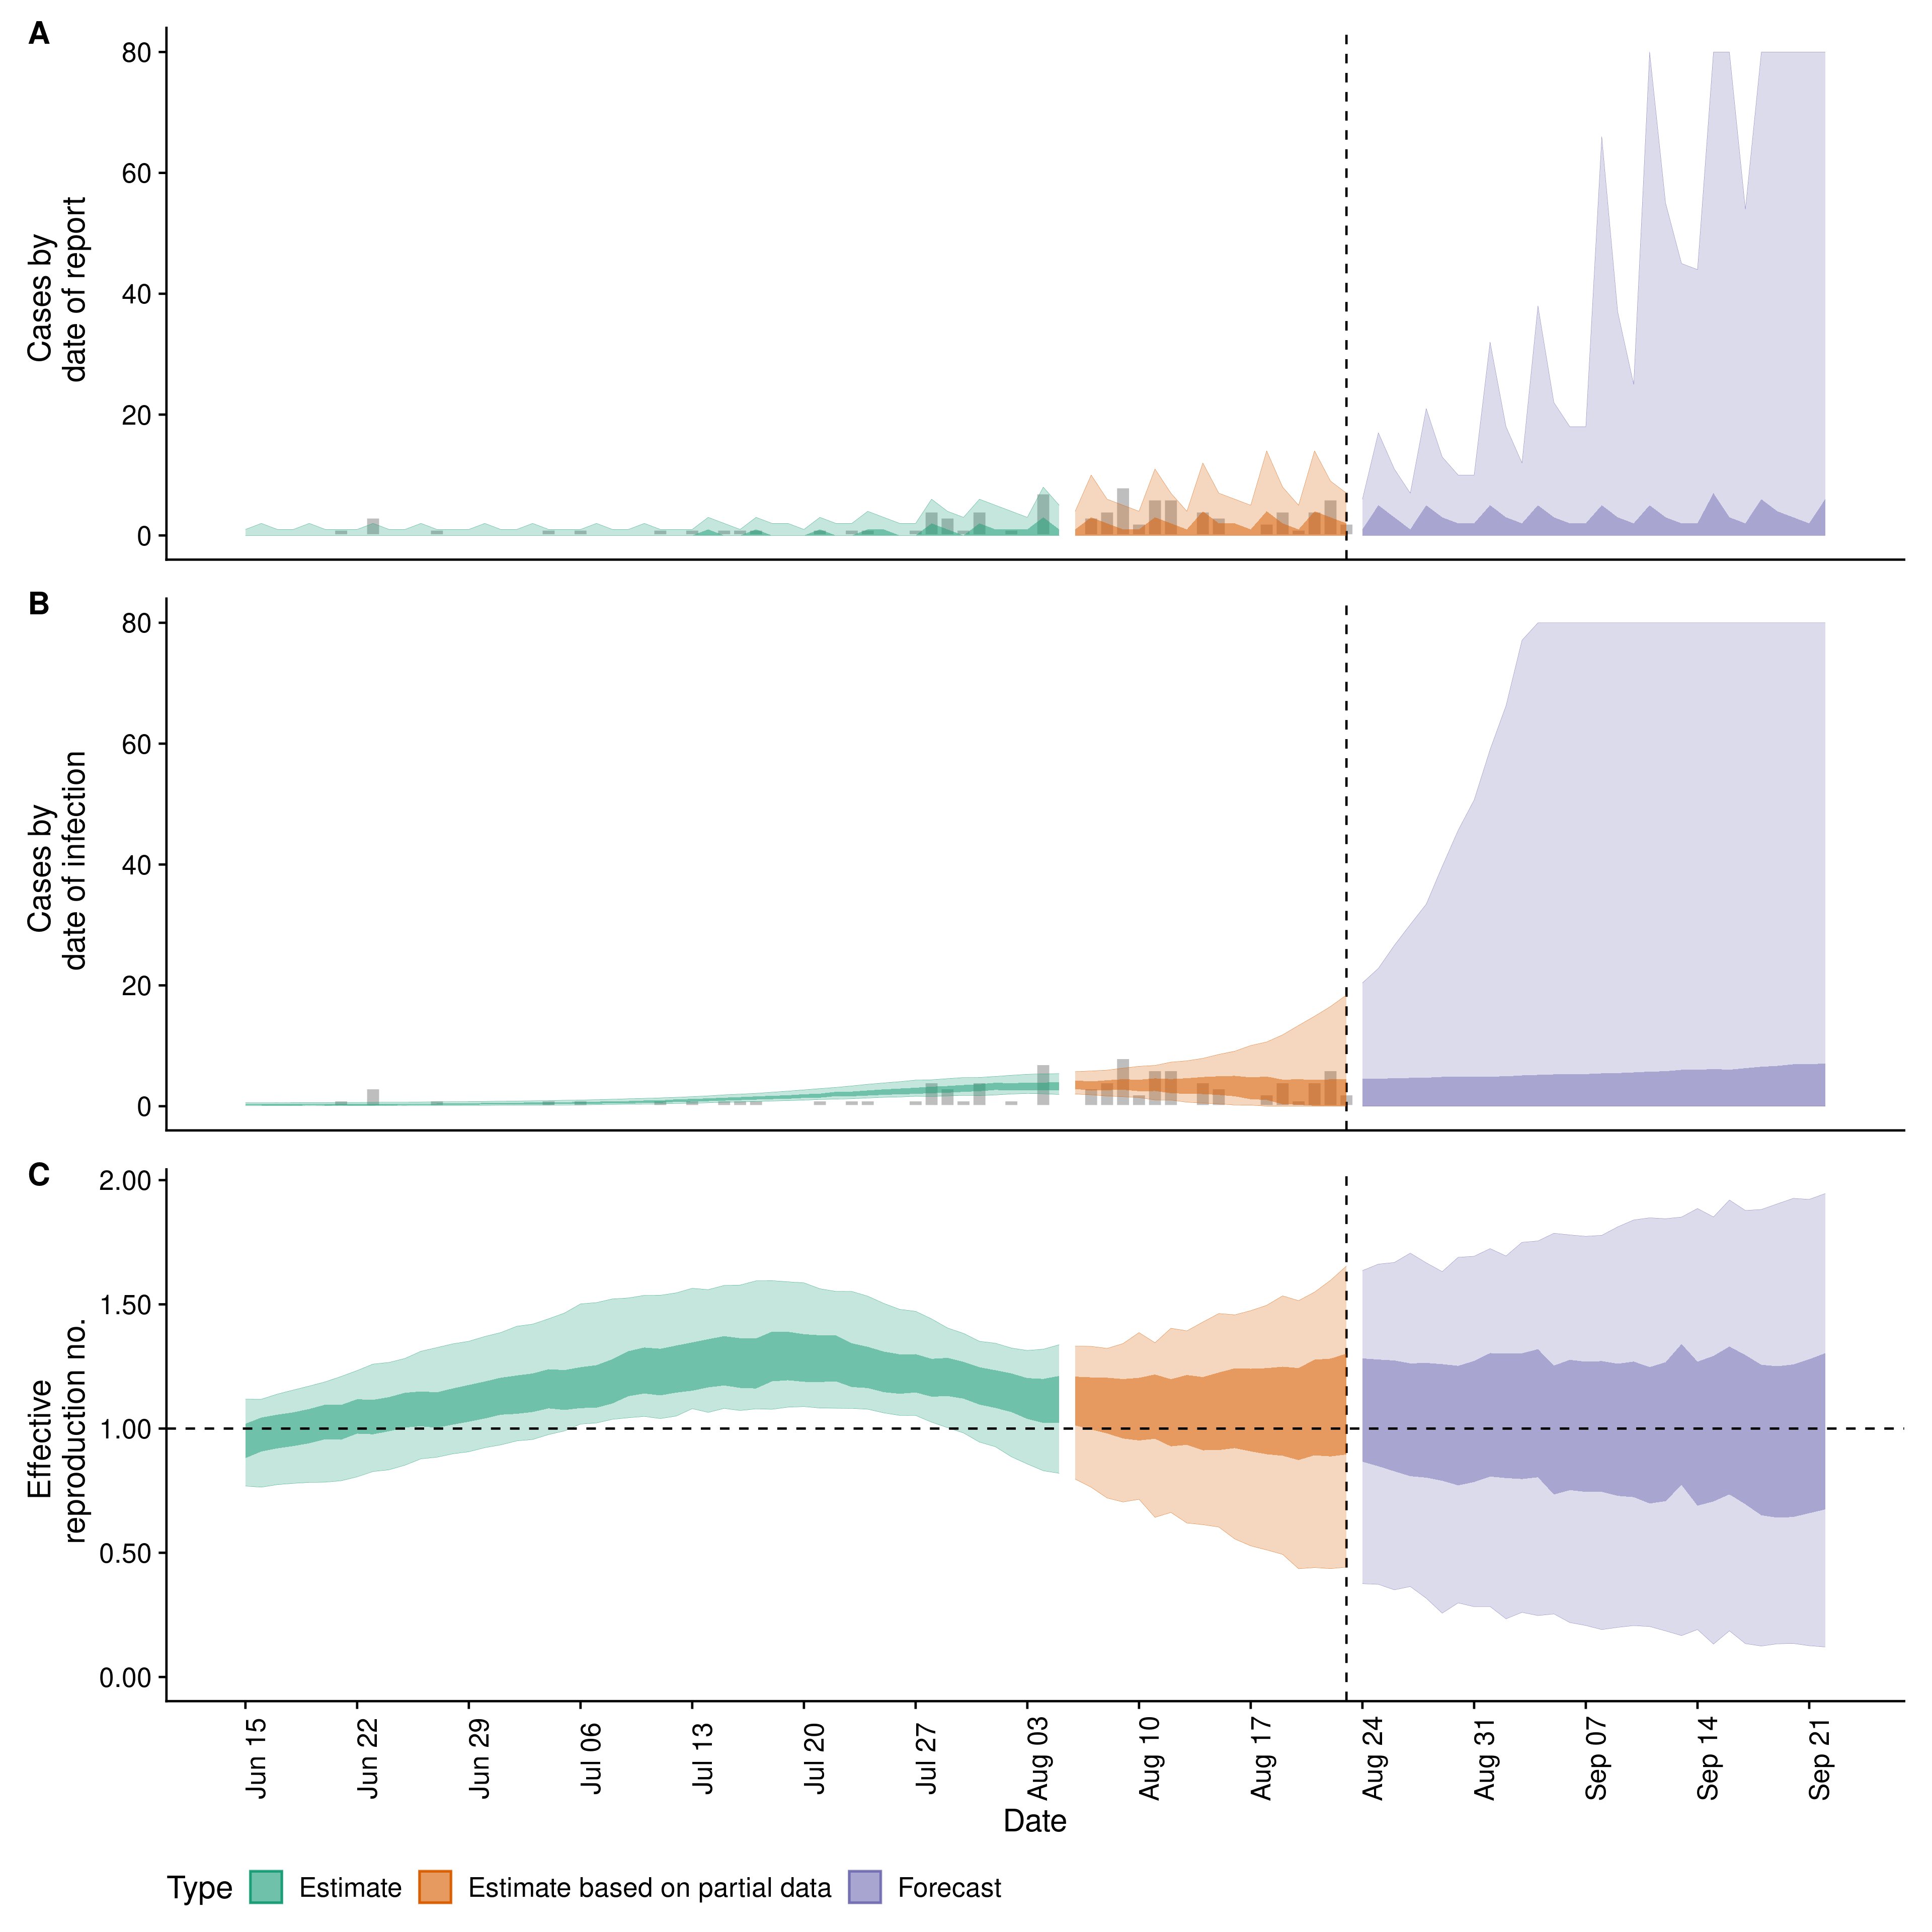 A
80
60
40
20
0
Cases by
date of report
B
80
60
40
20
0
Cases by
date of infection
C
2.00
1.50
1.00
0.50
0.00
Effective
reproduction no.
Jun 15
Jun 22
Jun 29
Jul 06
Jul 13
Jul 20
Jul 27
Aug 03
Aug 10
Aug 17
Aug 24
Aug 31
Sep 07
Sep 14
Sep 21
Date
Type Estimate Estimate based on partial data Forecast